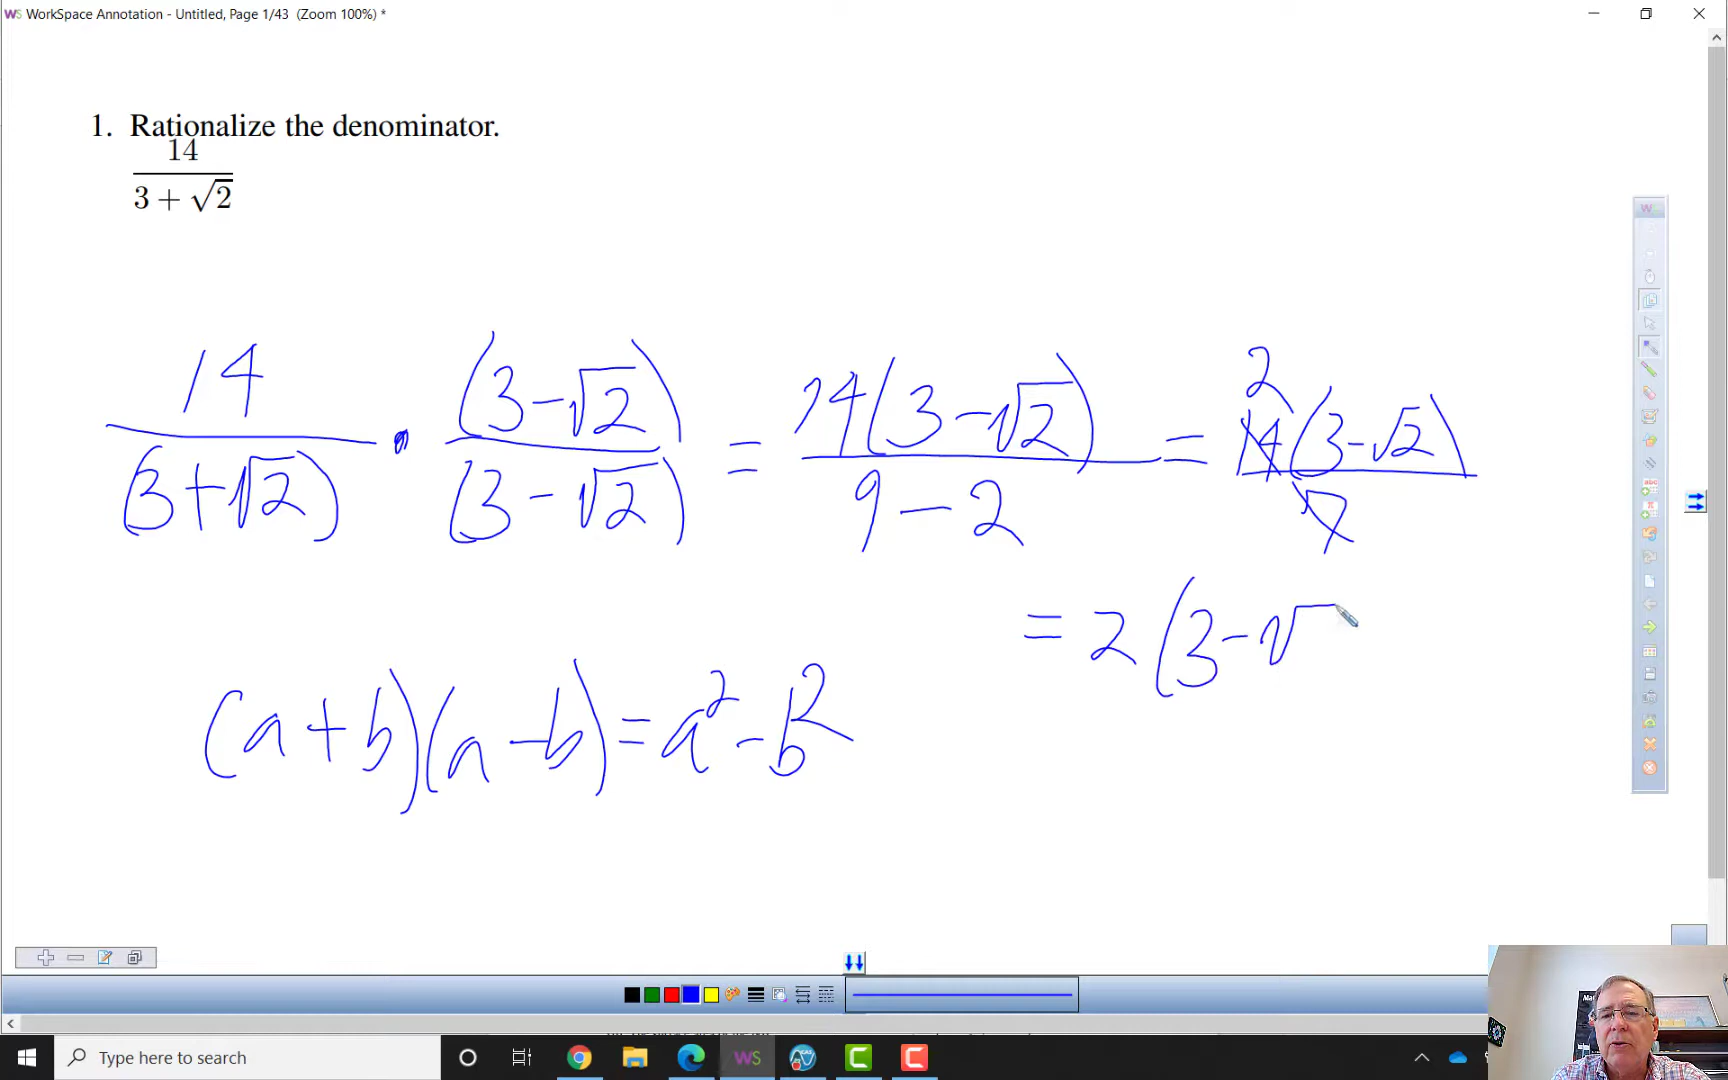 WorkSpace Annotation - Untitled, Page 1/43 (Zoom 100%) *
1. Rationalize the denominator.
14
3 + √2
14 / (3+√2) · (3-√2) / (3-√2) = 14(3-√2) / 9-2 = 2 14(3-√2) / 7
= 2(3-√
(a+b)(a-b) = a² - b²
Type here to search